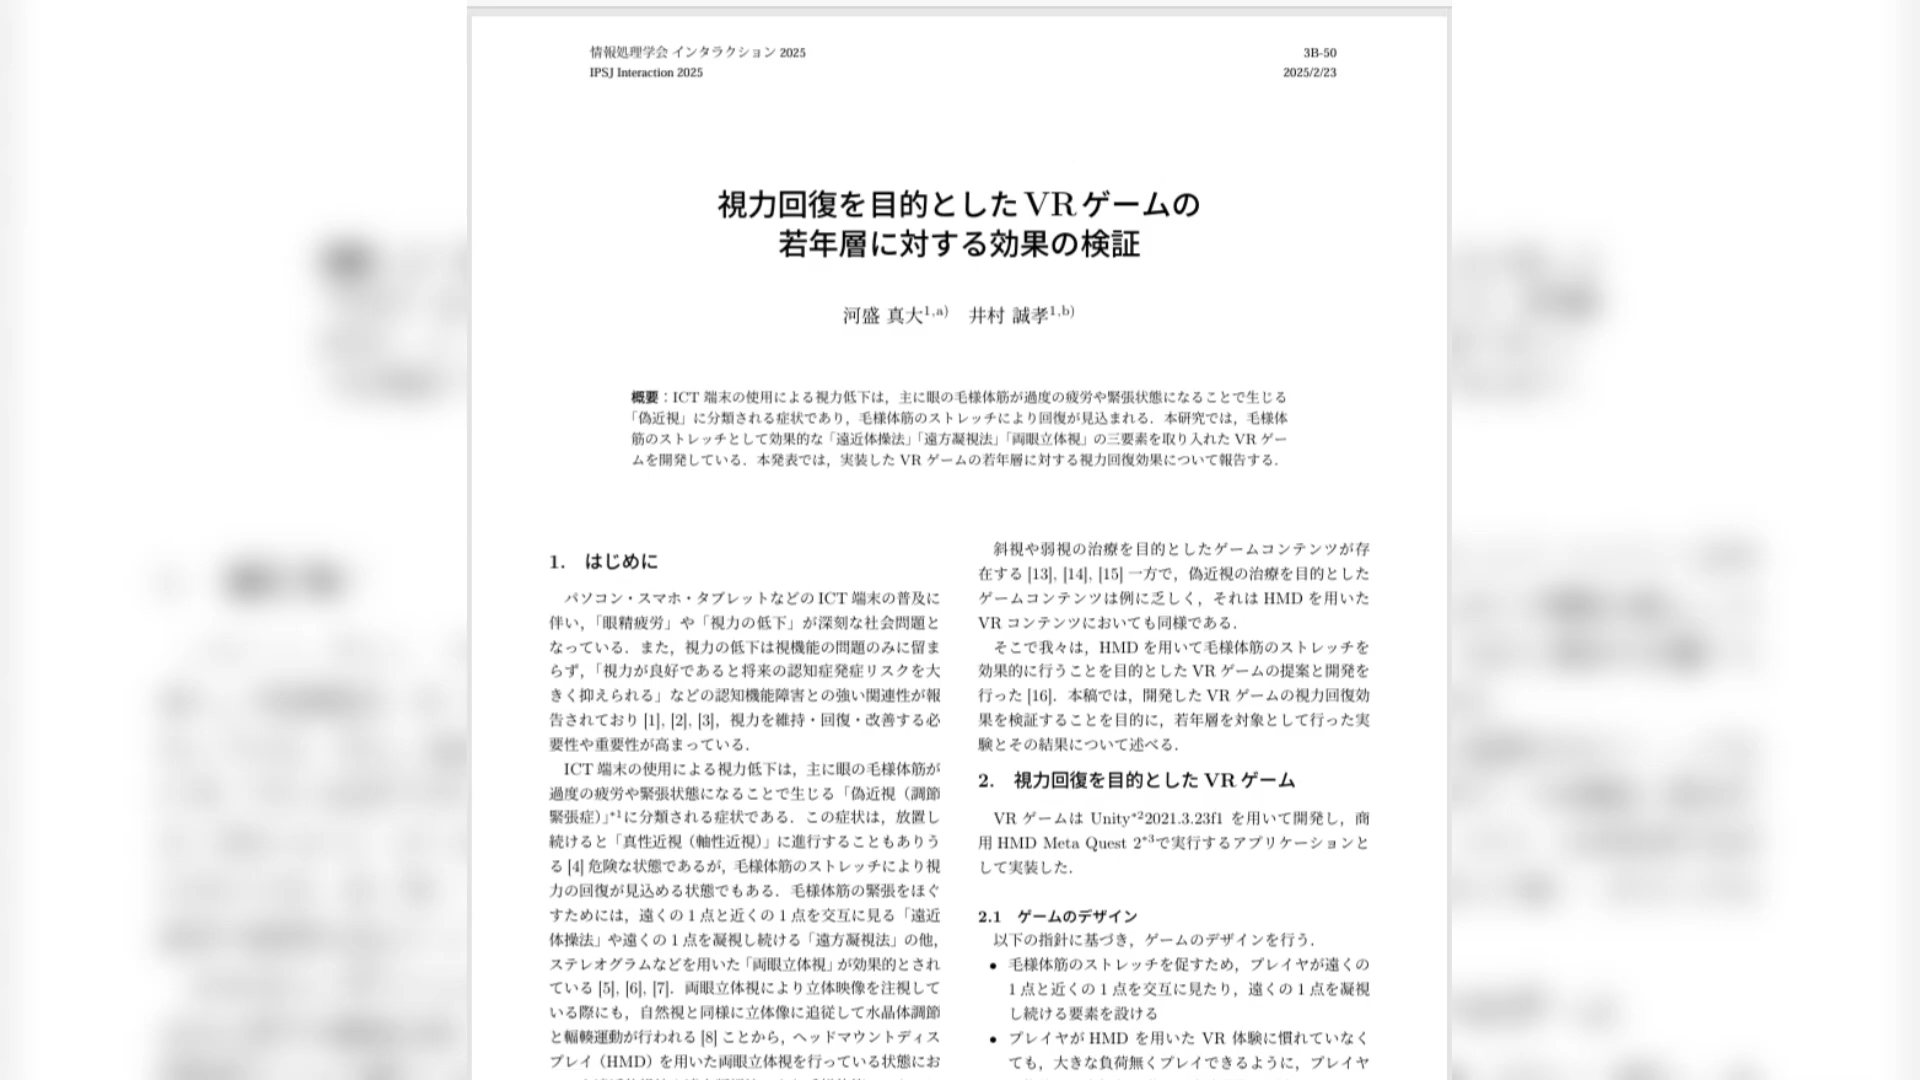 情報処理学会 インタラクション 2025
IPSJ Interaction 2025
3B-50
2025/2/23
視力回復を目的としたVRゲームの
若年層に対する効果の検証
河盛 真大1,a) 井村 誠孝1,b)
概要：ICT 端末の使用による視力低下は，主に眼の毛様体筋が過度の疲労や緊張状態になることで生じる
「偽近視」に分類される症状であり，毛様体筋のストレッチにより回復が見込まれる．本研究では，毛様体
筋のストレッチとして効果的な「遠近体操法」「遠方凝視法」「両眼立体視」の三要素を取り入れた VR ゲー
ムを開発している．本発表では，実装した VR ゲームの若年層に対する視力回復効果について報告する．
1. はじめに
パソコン・スマホ・タブレットなどの ICT 端末の普及に
伴い，「眼精疲労」や「視力の低下」が深刻な社会問題と
なっている．また，視力の低下は視機能の問題のみに留ま
らず，「視力が良好であると将来の認知症発症リスクを大
きく抑えられる」などの認知機能障害との強い関連性が報
告されており [1], [2], [3]，視力を維持・回復・改善する必
要性や重要性が高まっている．
ICT 端末の使用による視力低下は，主に眼の毛様体筋が
過度の疲労や緊張状態になることで生じる「偽近視（調節
緊張症）」*1に分類される症状である．この症状は，放置し
続けると「真性近視（軸性近視）」に進行することもありう
る [4] 危険な状態であるが，毛様体筋のストレッチにより視
力の回復が見込める状態でもある．毛様体筋の緊張をほぐ
すためには，遠くの 1 点と近くの 1 点を交互に見る「遠近
体操法」や遠くの 1 点を凝視し続ける「遠方凝視法」の他，
ステレオグラムなどを用いた「両眼立体視」が効果的とされ
ている [5], [6], [7]．両眼立体視により立体映像を注視して
いる際にも，自然視と同様に立体像に追従して水晶体調節
と輻輳運動が行われる [8] ことから，ヘッドマウントディス
プレイ（HMD）を用いた両眼立体視を行っている状態にお
斜視や弱視の治療を目的としたゲームコンテンツが存
在する [13], [14], [15] 一方で，偽近視の治療を目的とした
ゲームコンテンツは例に乏しく，それは HMD を用いた
VR コンテンツにおいても同様である．
そこで我々は，HMD を用いて毛様体筋のストレッチを
効果的に行うことを目的とした VR ゲームの提案と開発を
行った [16]．本稿では，開発した VR ゲームの視力回復効
果を検証することを目的に，若年層を対象として行った実
験とその結果について述べる．
2. 視力回復を目的とした VR ゲーム
VR ゲームは Unity*22021.3.23f1 を用いて開発し，商
用 HMD Meta Quest 2*3で実行するアプリケーションと
して実装した．
2.1 ゲームのデザイン
以下の指針に基づき，ゲームのデザインを行う．
• 毛様体筋のストレッチを促すため，プレイヤが遠くの
1 点と近くの 1 点を交互に見たり，遠くの 1 点を凝視
し続ける要素を設ける
• プレイヤが HMD を用いた VR 体験に慣れていなく
ても，大きな負荷無くプレイできるように，プレイヤ